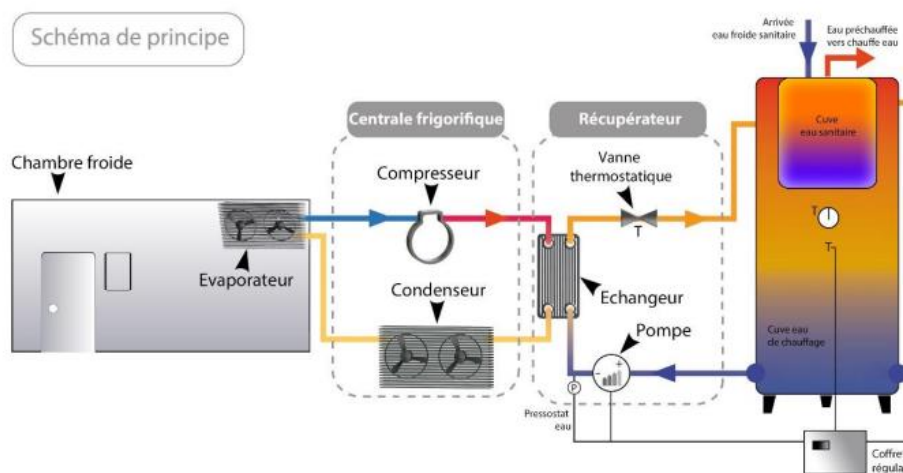 Schéma de principe
Arrivée
eau froide sanitaire
Eau préchauffée
vers chauffe eau
Centrale frigorifique
Récupérateur
Cuve
eau sanitaire
Chambre froide
Compresseur
Vanne
thermostatique
T
T
T
Evaporateur
Condenseur
Echangeur
Pompe
- +
Cuve eau
de chauffage
P
Pressostat
eau
Coffret
régula